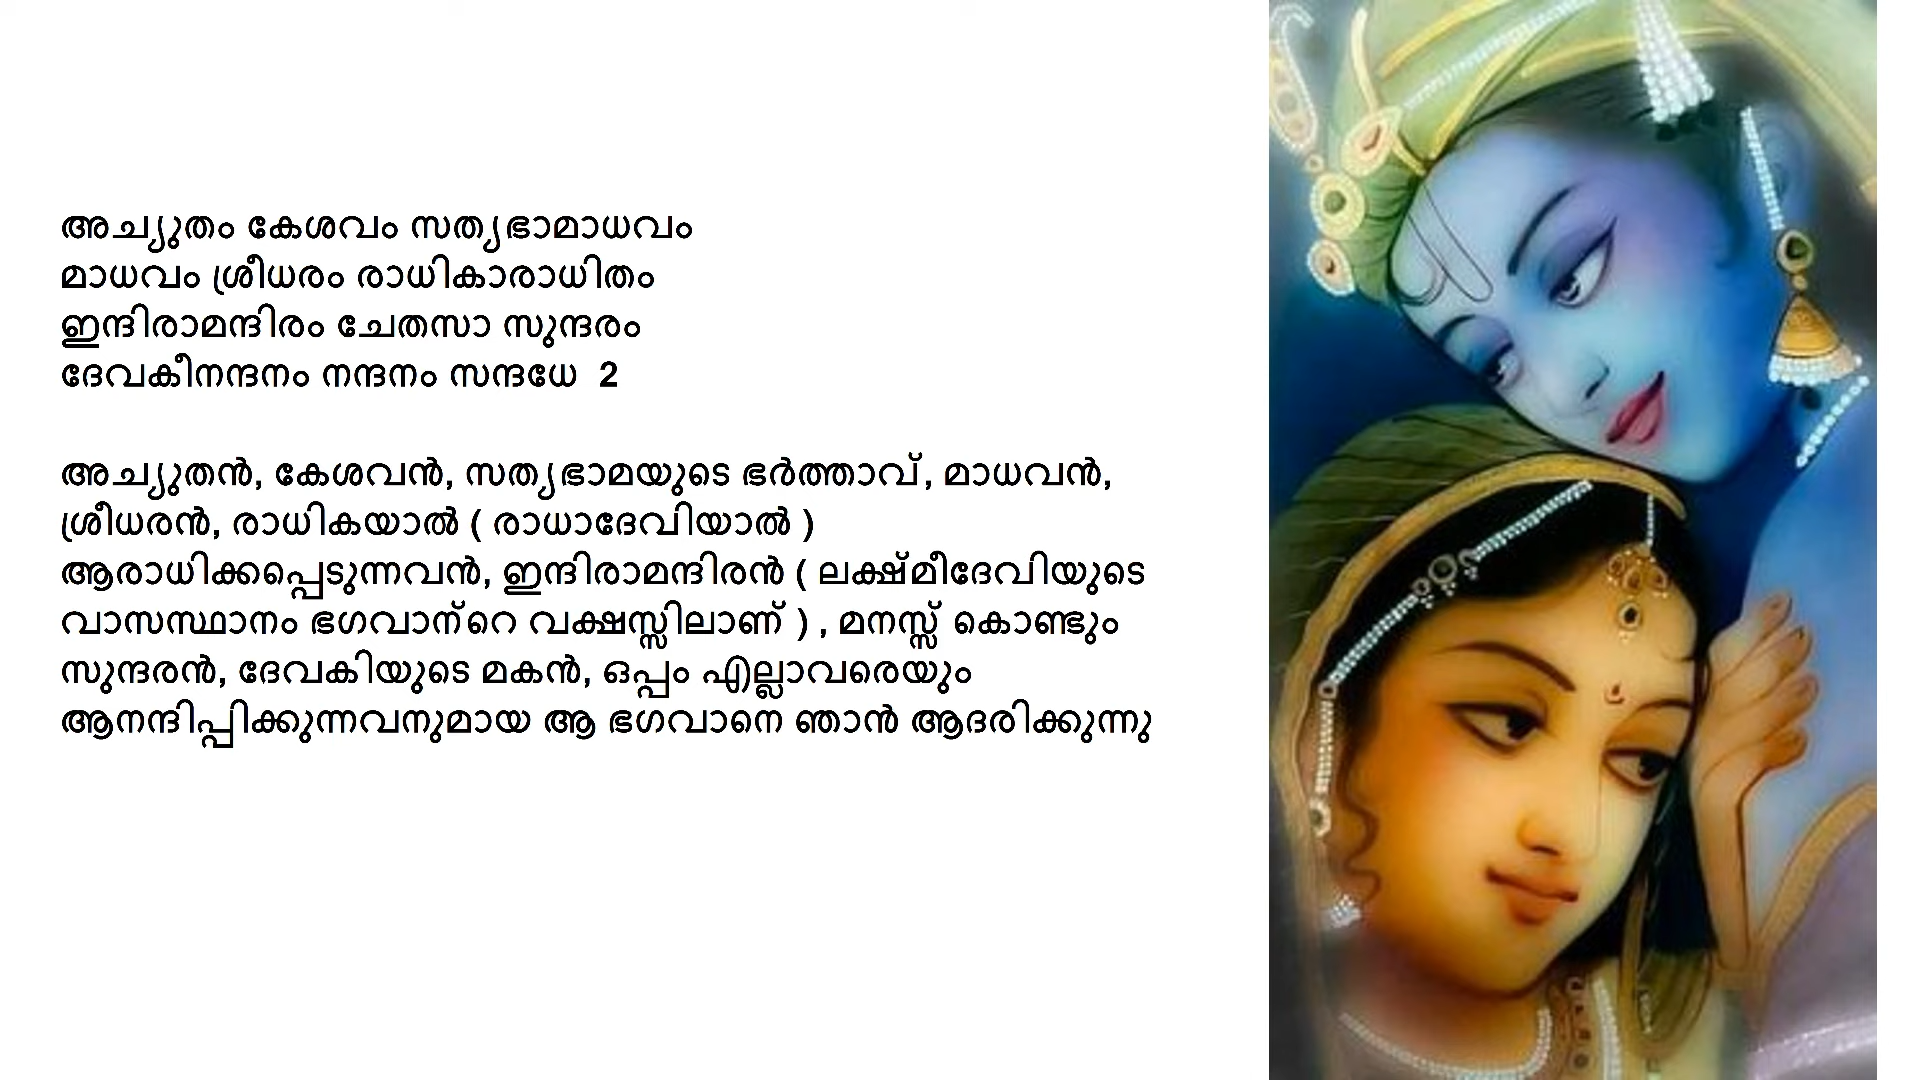 അച്യുതം കേശവം സത്യഭാമാധവം
മാധവം ശ്രീധരം രാധികാരാധിതം
ഇന്ദിരാമന്ദിരം ചേതസാ സുന്ദരം
ദേവകീനന്ദനം നന്ദനം സന്ദധേ 2
അച്യുതൻ, കേശവൻ, സത്യഭാമയുടെ ഭർത്താവ്, മാധവൻ,
ശ്രീധരൻ, രാധികയാൽ ( രാധാദേവിയാൽ )
ആരാധിക്കപ്പെടുന്നവൻ, ഇന്ദിരാമന്ദിരൻ ( ലക്ഷ്മീദേവിയുടെ
വാസസ്ഥാനം ഭഗവാന്റെ വക്ഷസ്സിലാണ് ) , മനസ്സ് കൊണ്ടും
സുന്ദരൻ, ദേവകിയുടെ മകൻ, ഒപ്പം എല്ലാവരെയും
ആനന്ദിപ്പിക്കുന്നവനുമായ ആ ഭഗവാനെ ഞാൻ ആദരിക്കുന്നു